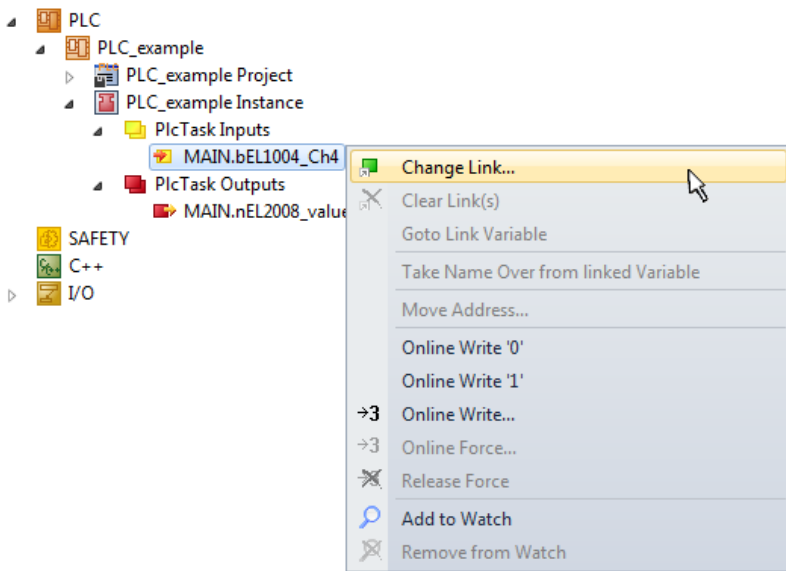 PLC
PLC_example
PLC_example Project
PLC_example Instance
PlcTask Inputs
MAIN.bEL1004_Ch4
PlcTask Outputs
MAIN.nEL2008_value
SAFETY
C++
I/O
Change Link...
Clear Link(s)
Goto Link Variable
Take Name Over from linked Variable
Move Address...
Online Write '0'
Online Write '1'
→3 Online Write...
→3 Online Force...
Release Force
Add to Watch
Remove from Watch